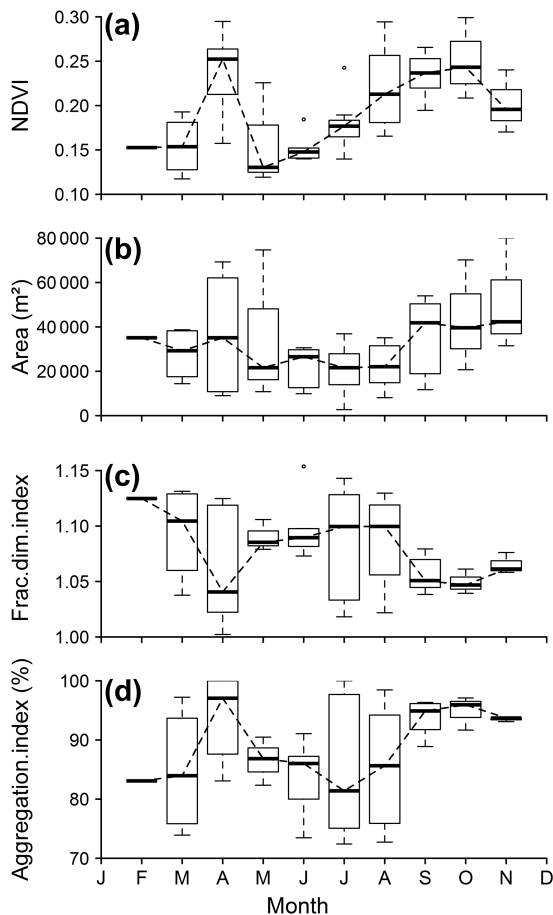 (a)
NDVI
0.30
0.25
0.20
0.15
0.10
(b)
Area (m²)
80 000
60 000
40 000
20 000
0
(c)
Frac.dim.index
1.15
1.10
1.05
1.00
(d)
Aggregation.index (%)
100
90
80
70
J F M A M J J A S O N D
Month